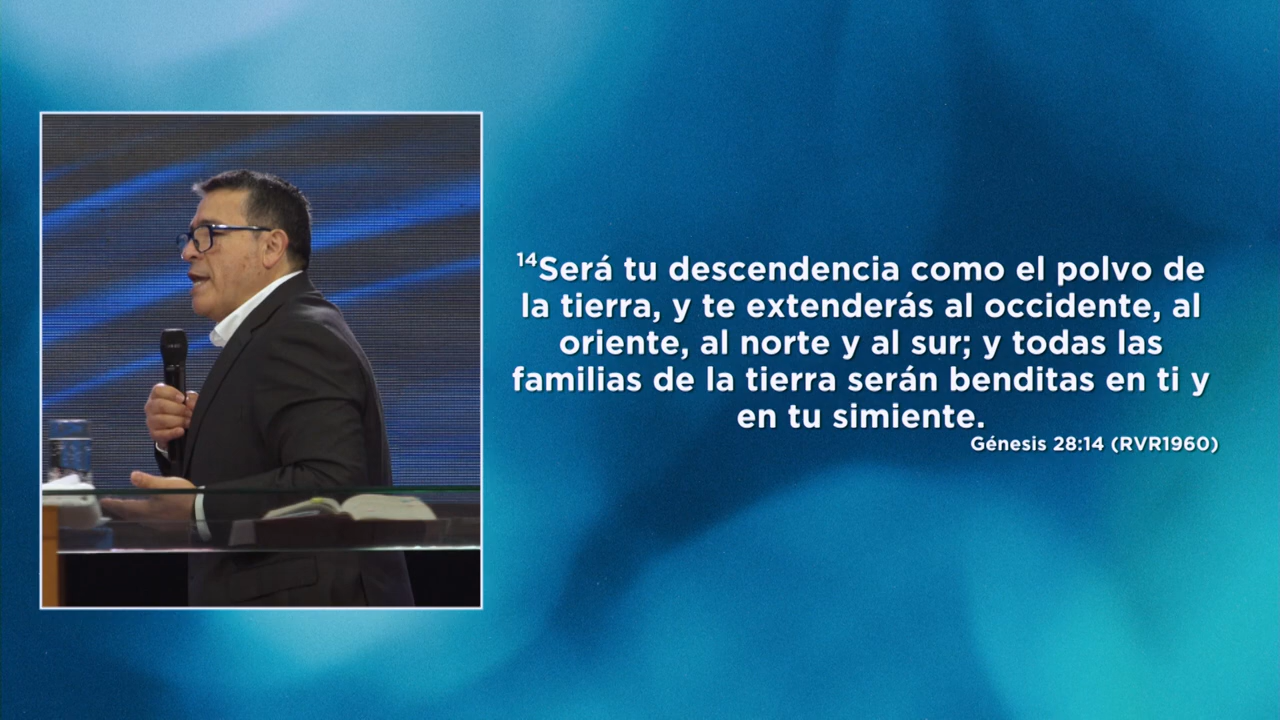 ¹⁴Será tu descendencia como el polvo de
la tierra, y te extenderás al occidente, al
oriente, al norte y al sur; y todas las
familias de la tierra serán benditas en ti y
en tu simiente.
Génesis 28:14 (RVR1960)